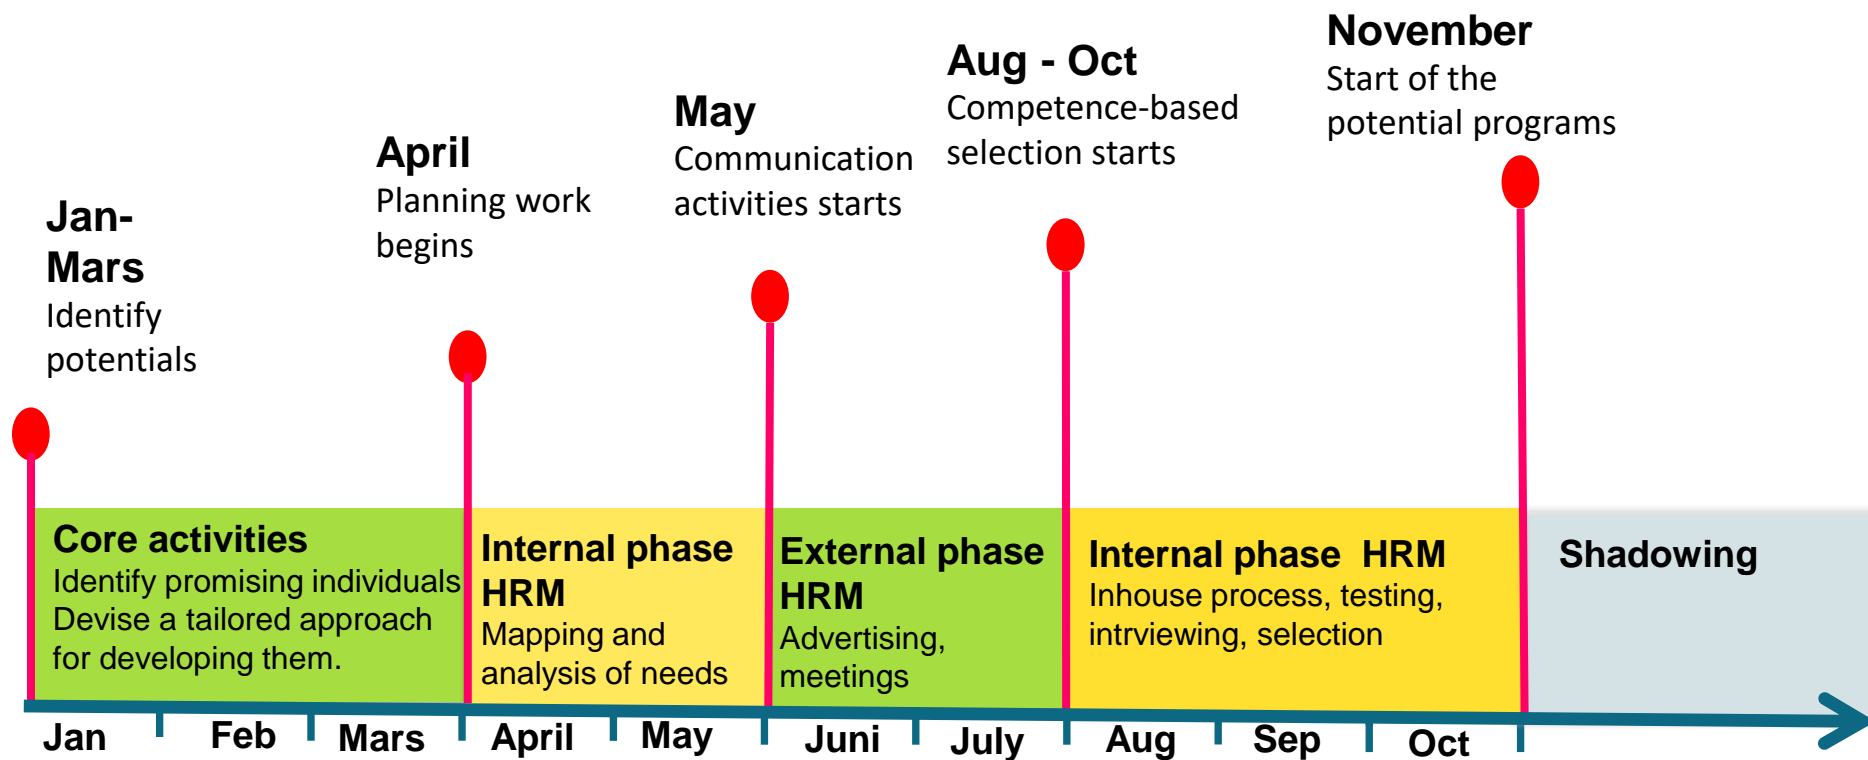 Jan-
Mars
Identify
potentials
April
Planning work
begins
May
Communication
activities starts
Aug - Oct
Competence-based
selection starts
November
Start of the
potential programs
Core activities
Identify promising individuals
Devise a tailored approach
for developing them.
Internal phase
HRM
Mapping and
analysis of needs
External phase
HRM
Advertising,
meetings
Internal phase HRM
Inhouse process, testing,
intrviewing, selection
Shadowing
Jan
Feb
Mars
April
May
Juni
July
Aug
Sep
Oct